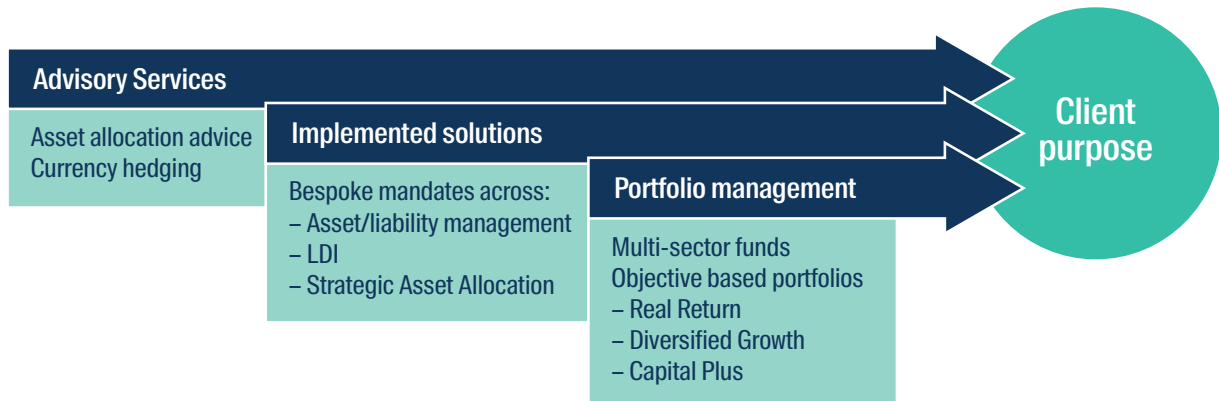 Advisory Services
Asset allocation advice
Currency hedging
Implemented solutions
Bespoke mandates across:
– Asset/liability management
– LDI
– Strategic Asset Allocation
Portfolio management
Multi-sector funds
Objective based portfolios
– Real Return
– Diversified Growth
– Capital Plus
Client
purpose